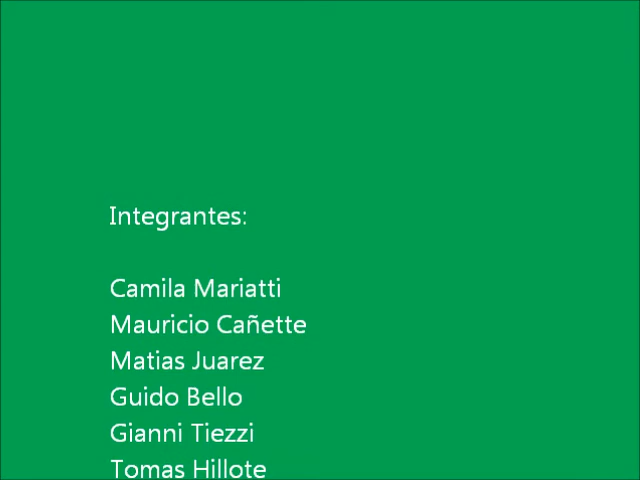 Integrantes:
Camila Mariatti
Mauricio Cañette
Matias Juarez
Guido Bello
Gianni Tiezzi
Tomas Hillote